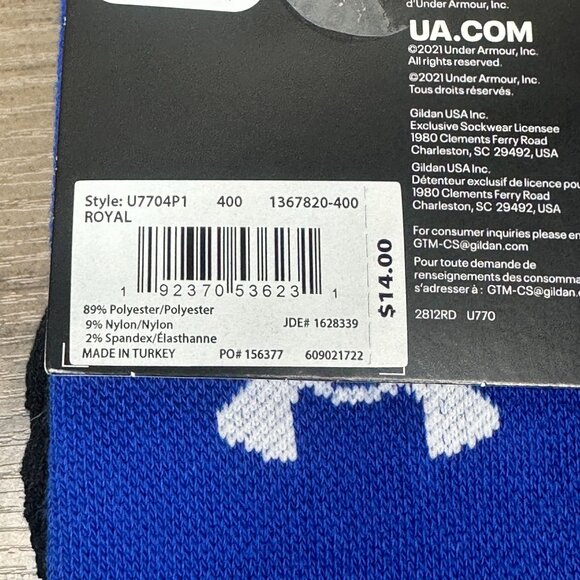 d'Under Armour, Inc.
UA.COM
©2021 Under Armour, Inc.
All rights reserved.
©2021 Under Armour, Inc.
Tous droits réservés.
Gildan USA Inc.
Exclusive Sockwear Licensee
1980 Clements Ferry Road
Charleston, SC 29492, USA
Gildan USA Inc.
Détenteur exclusif de licence pou
1980 Clements Ferry Road
Charleston, SC 29492, USA
For consumer inquiries please em
GTM-CS@gildan.com
Pour toute demande de
renseignements des consomma
s'adresser à : GTM-CS@gildan.c
2812RD U770
Style: U7704P1 400 1367820-400
ROYAL
1 92370 53623 1
89% Polyester/Polyester
9% Nylon/Nylon JDE# 1628339
2% Spandex/Élasthanne
MADE IN TURKEY PO# 156377 609021722
$14.00